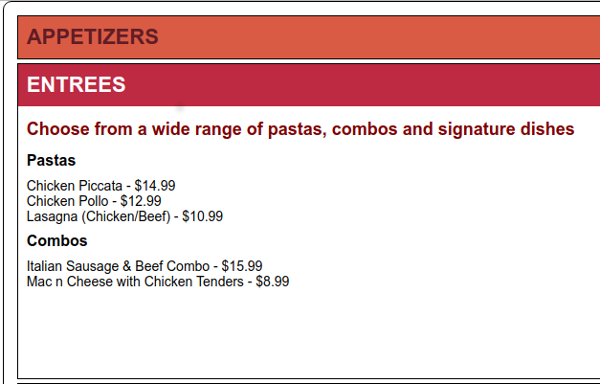 APPETIZERS
ENTREES
Choose from a wide range of pastas, combos and signature dishes
Pastas
Chicken Piccata - $14.99
Chicken Pollo - $12.99
Lasagna (Chicken/Beef) - $10.99
Combos
Italian Sausage & Beef Combo - $15.99
Mac n Cheese with Chicken Tenders - $8.99